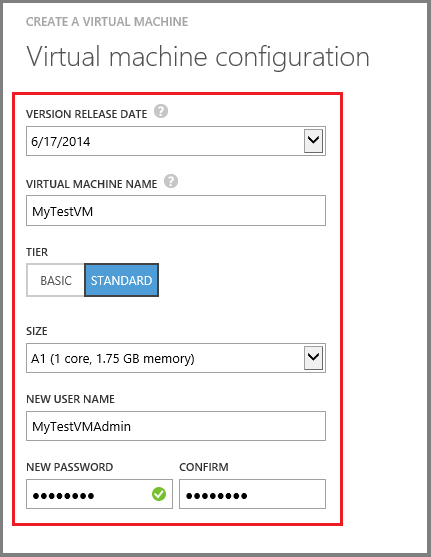 CREATE A VIRTUAL MACHINE
Virtual machine configuration
VERSION RELEASE DATE ?
6/17/2014
VIRTUAL MACHINE NAME ?
MyTestVM
TIER
BASIC STANDARD
SIZE
A1 (1 core, 1.75 GB memory)
NEW USER NAME
MyTestVMAdmin
NEW PASSWORD CONFIRM
●●●●●●●● ●●●●●●●●